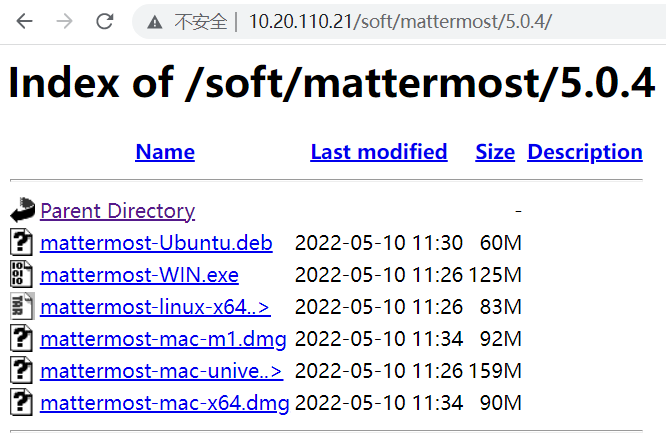 不安全 | 10.20.110.21/soft/mattermost/5.0.4/
Index of /soft/mattermost/5.0.4
Name Last modified Size Description
Parent Directory -
mattermost-Ubuntu.deb 2022-05-10 11:30 60M
mattermost-WIN.exe 2022-05-10 11:26 125M
mattermost-linux-x64..> 2022-05-10 11:26 83M
mattermost-mac-m1.dmg 2022-05-10 11:34 92M
mattermost-mac-unive..> 2022-05-10 11:26 159M
mattermost-mac-x64.dmg 2022-05-10 11:34 90M